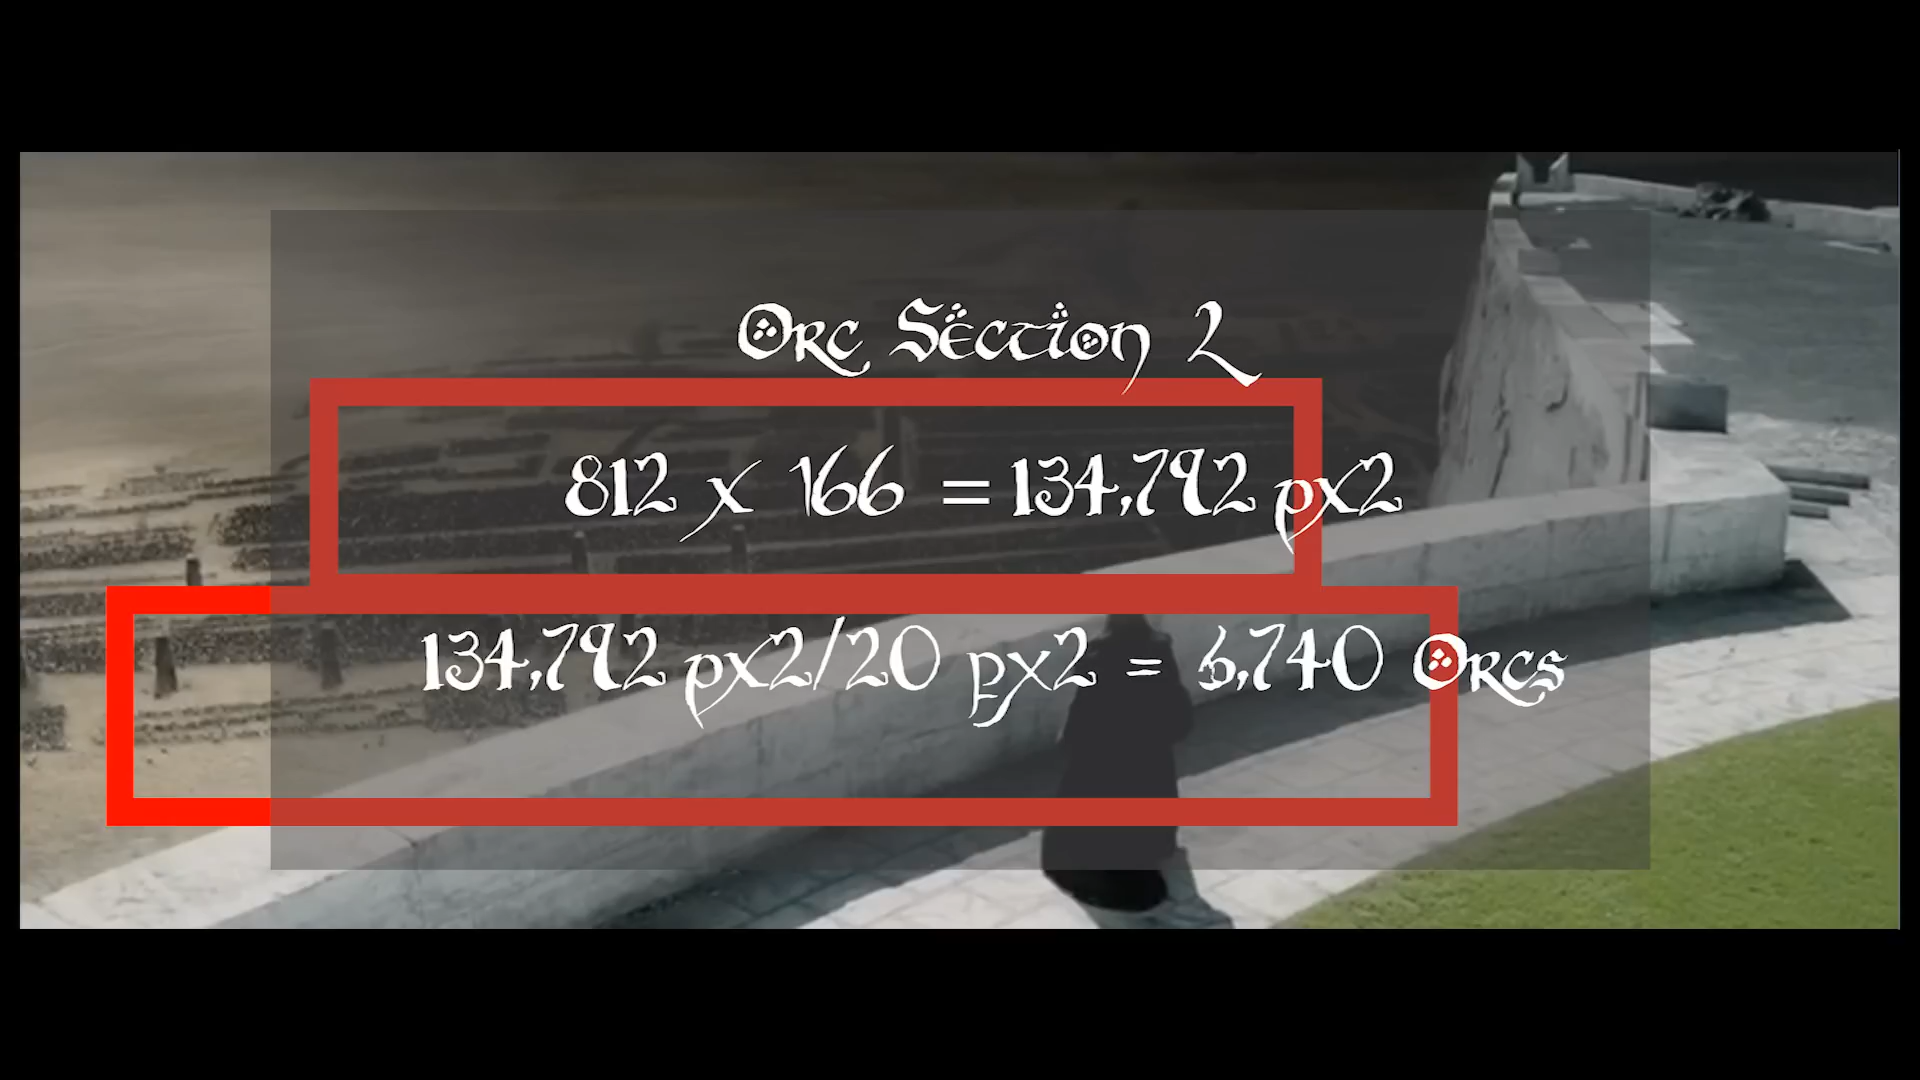 Orc Section 2
812 x 166 = 134,792 px2
134,792 px2/20 px2 = 6,740 Orcs